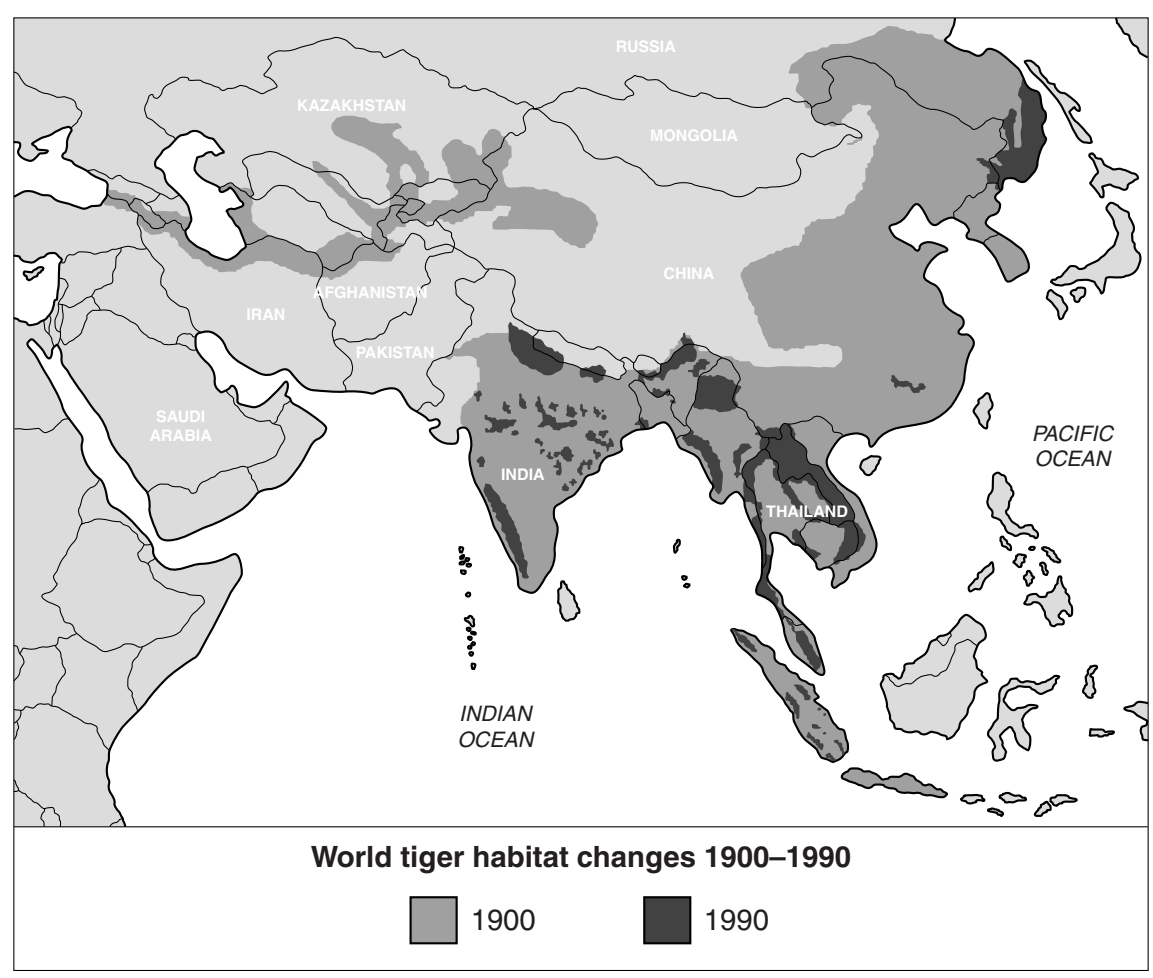 RUSSIA
KAZAKHSTAN
MONGOLIA
CHINA
AFGHANISTAN
IRAN
PAKISTAN
SAUDI
ARABIA
PACIFIC
OCEAN
INDIA
THAILAND
INDIAN
OCEAN
World tiger habitat changes 1900–1990
1900
1990